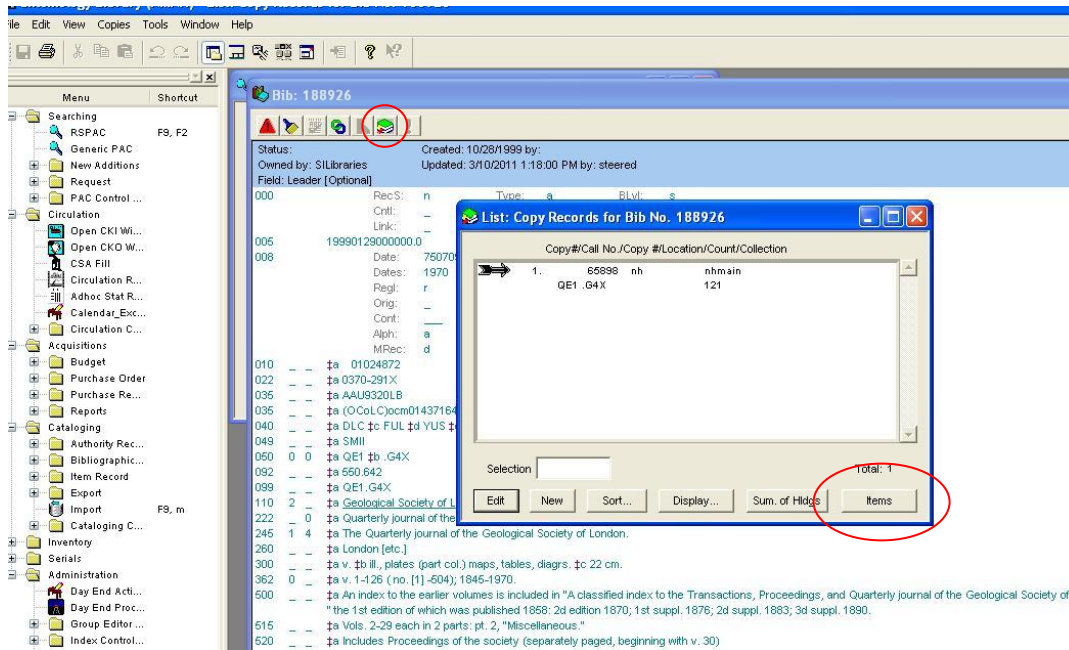 File Edit View Copies Tools Window Help
Menu Shortcut
Searching
RSPAC F9, F2
Generic PAC
New Additions
Request
PAC Control ...
Circulation
Open CKI Wi...
Open CKO W...
CSA Fill
Circulation R...
Adhoc Stat R...
Calendar_Exc...
Circulation C...
Acquisitions
Budget
Purchase Order
Purchase Re...
Reports
Cataloging
Authority Rec...
Bibliographic...
Item Record
Export
Import F9, m
Cataloging C...
Inventory
Serials
Administration
Day End Acti...
Day End Proc...
Group Editor ...
Index Control...
Bib: 188926
Status: Created: 10/28/1999 by:
Owned by: SILibraries Updated: 3/10/2011 1:18:00 PM by: steered
Field: Leader [Optional]
000 RecS: n Type: a BLvl: s
Cntl: _
Link: _
005 19990129000000.0
008 Date: 75070
Dates: 1970
Regl: r
Orig: _
Cont: ___
Alph: a
MRec: d
010 _ _ ‡a 01024872
022 _ _ ‡a 0370-291X
035 _ _ ‡a AAU9320LB
035 _ _ ‡a (OCoLC)ocm01437164
040 _ _ ‡a DLC ‡c FUL ‡d YUS
049 _ _ ‡a SMII
050 0 0 ‡a QE1 ‡b .G4X
092 _ _ ‡a 550.642
099 _ _ ‡a QE1.G4X
110 2 _ ‡a Geological Society of L
222 _ 0 ‡a Quarterly journal of the
245 1 4 ‡a The Quarterly journal of the Geological Society of London.
260 _ _ ‡a London [etc.]
300 _ _ ‡a v. ‡b ill., plates (part col.) maps, tables, diagrs. ‡c 22 cm.
362 0 _ ‡a v. 1-126 ( no. [1] -504); 1845-1970.
500 _ _ ‡a An index to the earlier volumes is included in "A classified index to the Transactions, Proceedings, and Quarterly journal of the Geological Society of
" the 1st edition of which was published 1858: 2d edition 1870; 1st suppl. 1876; 2d suppl. 1883; 3d suppl. 1890.
515 _ _ ‡a Vols. 2-29 each in 2 parts: pt. 2, "Miscellaneous."
520 _ _ ‡a Includes Proceedings of the society (separately paged, beginning with v. 30)
List: Copy Records for Bib No. 188926
Copy#/Call No./Copy #/Location/Count/Collection
1. 65898 nh nhmain
QE1 .G4X 121
Selection Total: 1
Edit New Sort... Display... Sum. of Hldgs Items